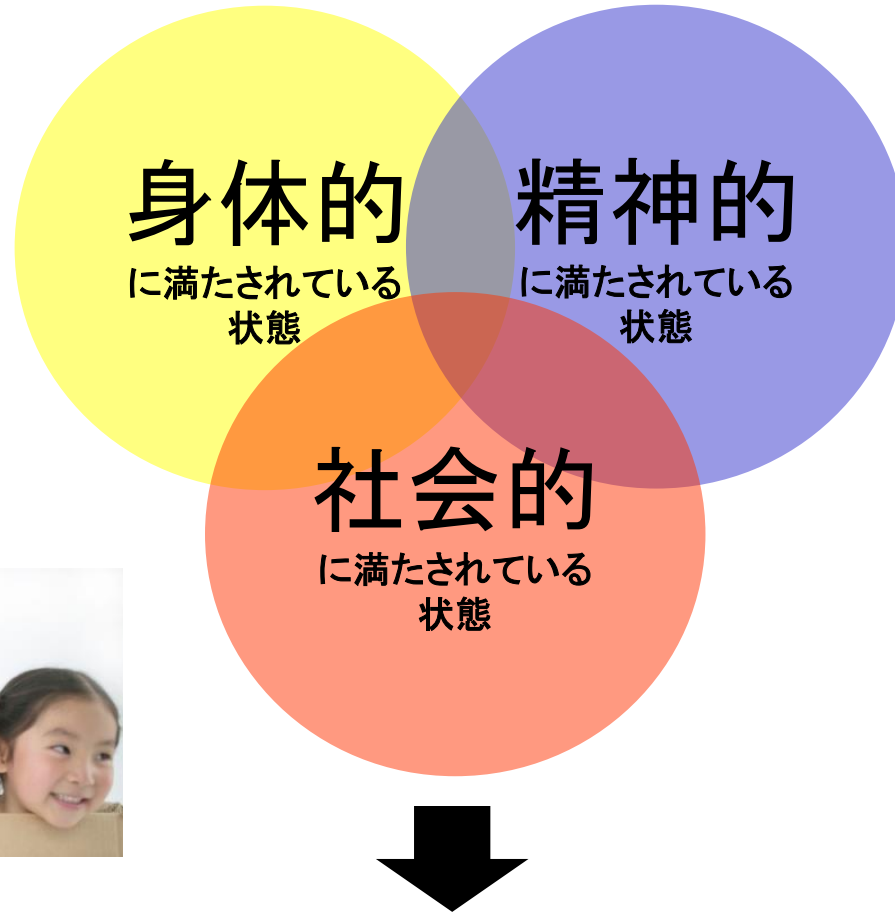 身体的
に満たされている
状態
精神的
に満たされている
状態
社会的
に満たされている
状態